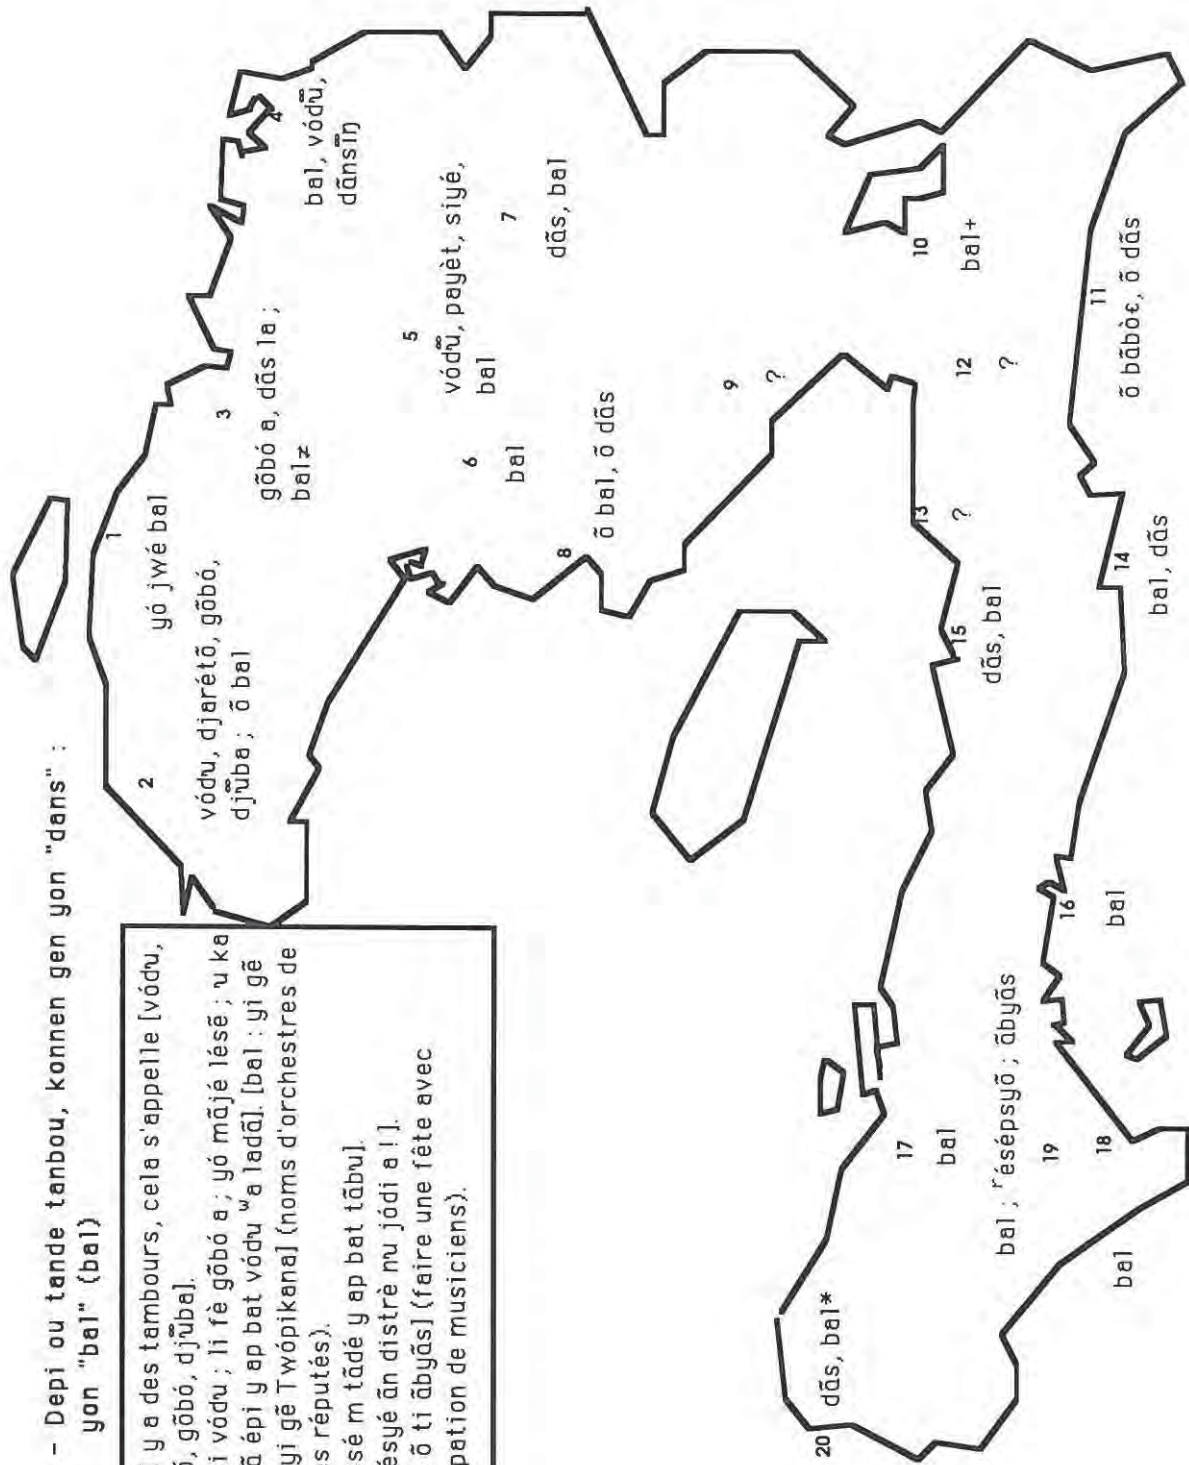 – Depi ou tande tanbou, konnen gen yon "dans" :
yon "bal" (bal)
y a des tambours, cela s'appelle [vódu,
ó, gõbó, djuba].
i vódu ; li fè gõbó a ; yó mãjé lésẽ ; u ka
ã épi y ap bat vódu ʷa ladã]. [bal : yi gẽ
yi gẽ Twópikana] (noms d'orchestres de
s réputés).
sé m tãdé y ap bat tãbu].
ésyé ãn distrè nu jódi a !].
õ ti ãbyãs] (faire une fête avec
pation de musiciens).
1
yó jwé bal
2
vódu, djarétõ, gõbó,
djuba ; õ bal
3
gõbó a, dãs la ;
bal≠
4
bal, vódu,
dãnsiŋ
5
vódu, payèt, siyé,
bal
6
bal
7
dãs, bal
8
õ bal, õ dãs
9
?
10
bal+
11
õ bãbòɛ, õ dãs
12
?
13
?
14
bal, dãs
15
dãs, bal
16
bal
17
bal
bal ; ʳésépsyõ ; ãbyãs
19
18
bal
20
dãs, bal*